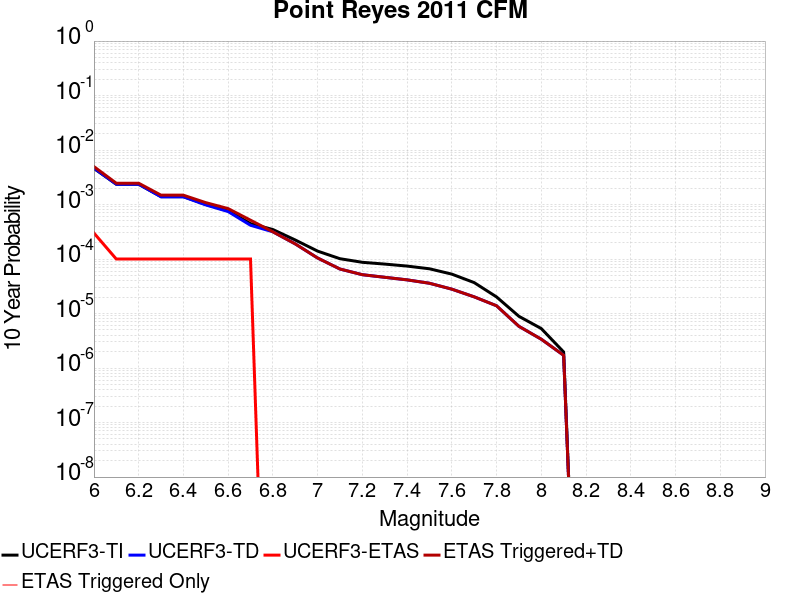 Point Reyes 2011 CFM
10 Year Probability
10 0
10 -1
10 -2
10 -3
10 -4
10 -5
10 -6
10 -7
10 -8
6 6.2 6.4 6.6 6.8 7 7.2 7.4 7.6 7.8 8 8.2 8.4 8.6 8.8 9
Magnitude
UCERF3-TI UCERF3-TD UCERF3-ETAS ETAS Triggered+TD
ETAS Triggered Only